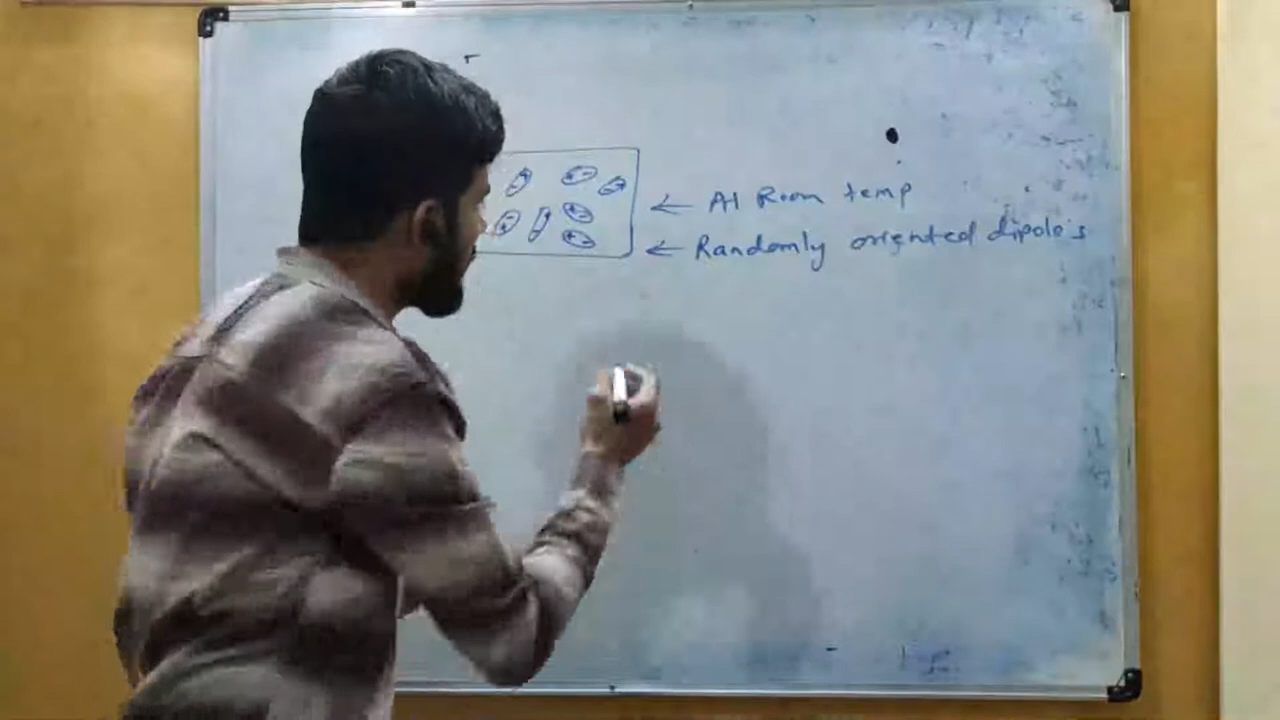 ← At Room temp
← Randomly oriented dipole's